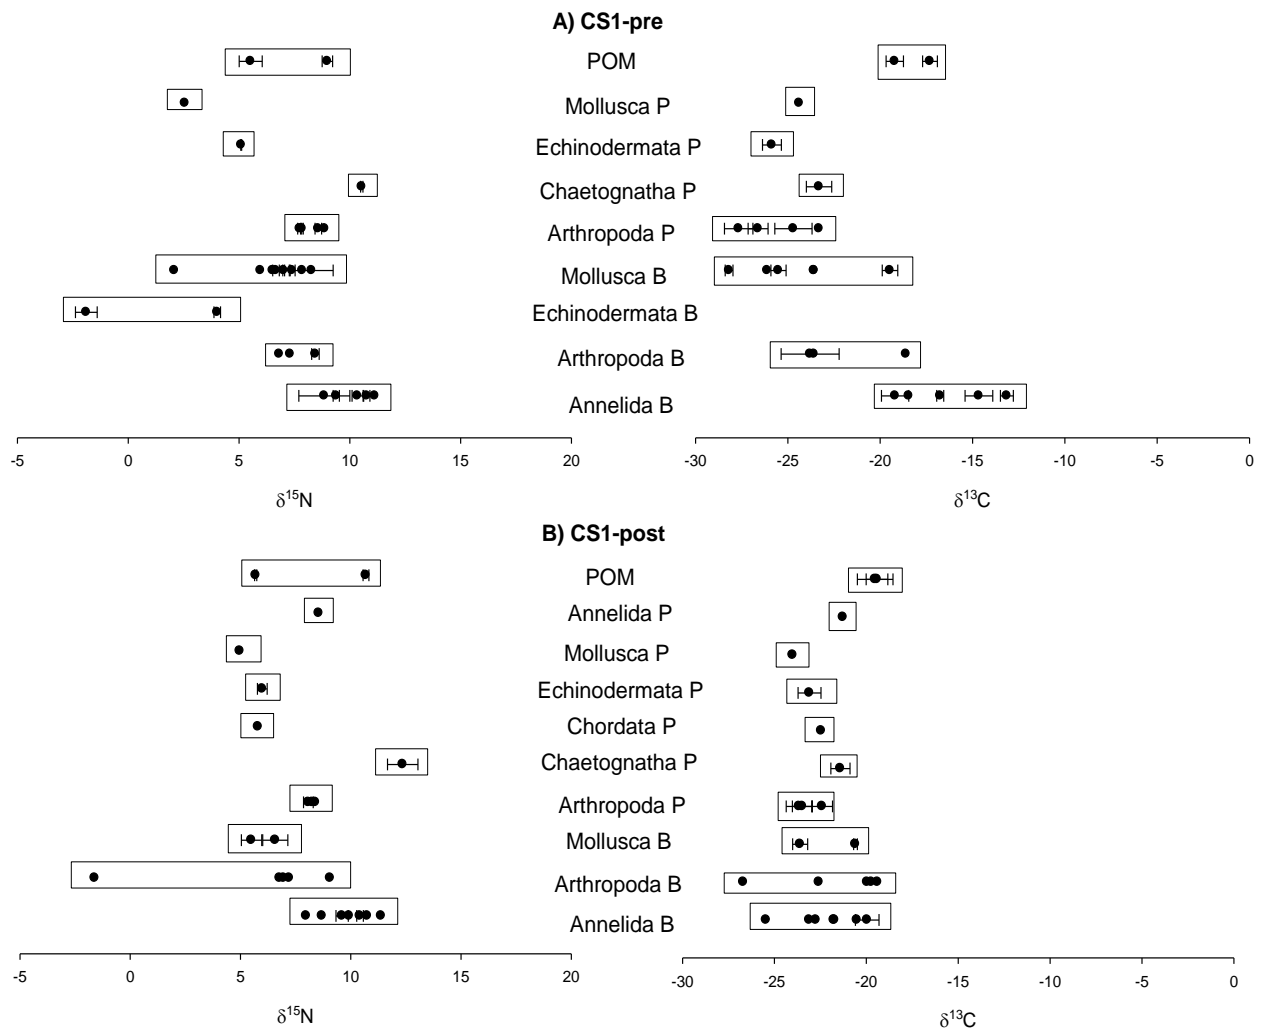 A) CS1-pre
POM
Mollusca P
Echinodermata P
Chaetognatha P
Arthropoda P
Mollusca B
Echinodermata B
Arthropoda B
Annelida B
-5 0 5 10 15 20
-30 -25 -20 -15 -10 -5 0
δ¹⁵N
δ¹³C
B) CS1-post
POM
Annelida P
Mollusca P
Echinodermata P
Chordata P
Chaetognatha P
Arthropoda P
Mollusca B
Arthropoda B
Annelida B
-5 0 5 10 15 20
-30 -25 -20 -15 -10 -5 0
δ¹⁵N
δ¹³C